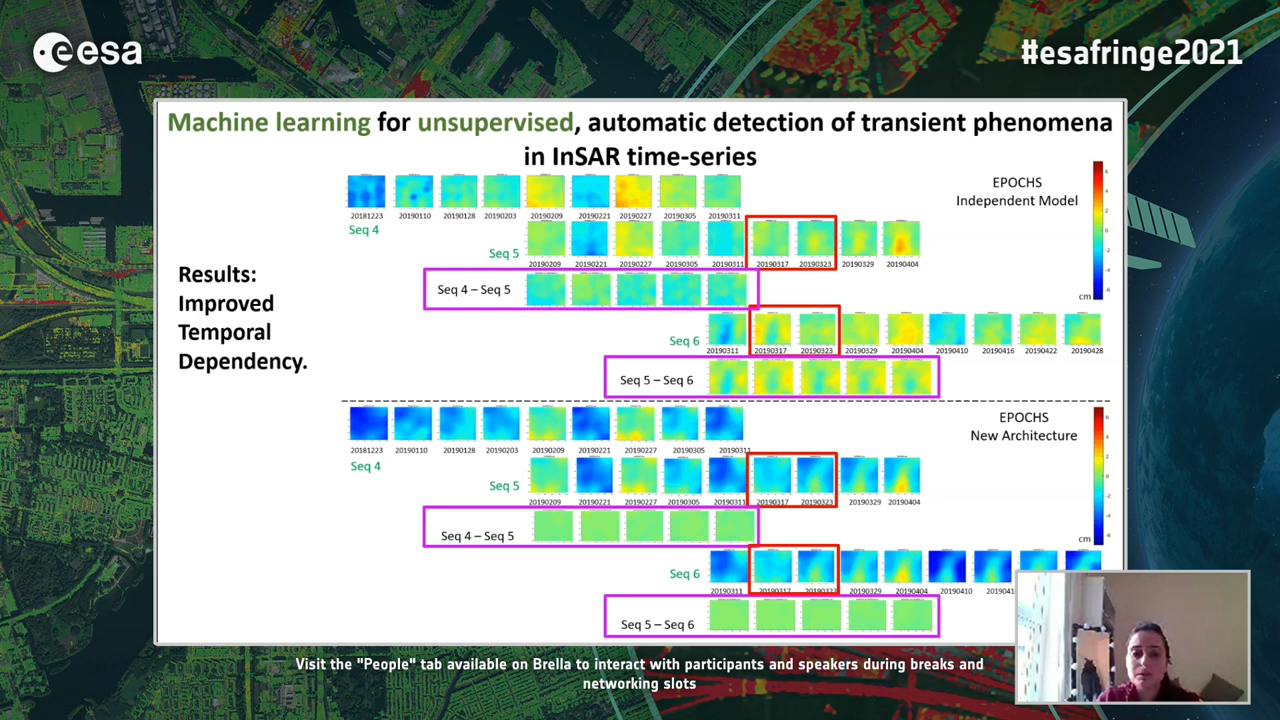 esa
#esafringe2021
Machine learning for unsupervised, automatic detection of transient phenomena
in InSAR time-series
EPOCHS
Independent Model
20181223 20190110 20190128 20190203 20190209 20190221 20190227 20190305 20190311
Seq 4
Seq 5
20190209 20190221 20190227 20190305 20190311 20190317 20190323 20190329 20190404
Results:
Improved
Temporal
Dependency.
Seq 4 – Seq 5
cm
Seq 6
20190311 20190317 20190323 20190329 20190404 20190410 20190416 20190422 20190428
Seq 5 – Seq 6
EPOCHS
New Architecture
20181223 20190110 20190128 20190203 20190209 20190221 20190227 20190305 20190311
Seq 4
Seq 5
20190209 20190221 20190227 20190305 20190311 20190317 20190323 20190329 20190404
Seq 4 – Seq 5
cm
Seq 6
20190311 20190317 20190323 20190329 20190404 20190410
Seq 5 – Seq 6
Visit the "People" tab available on Brella to interact with participants and speakers during breaks and
networking slots